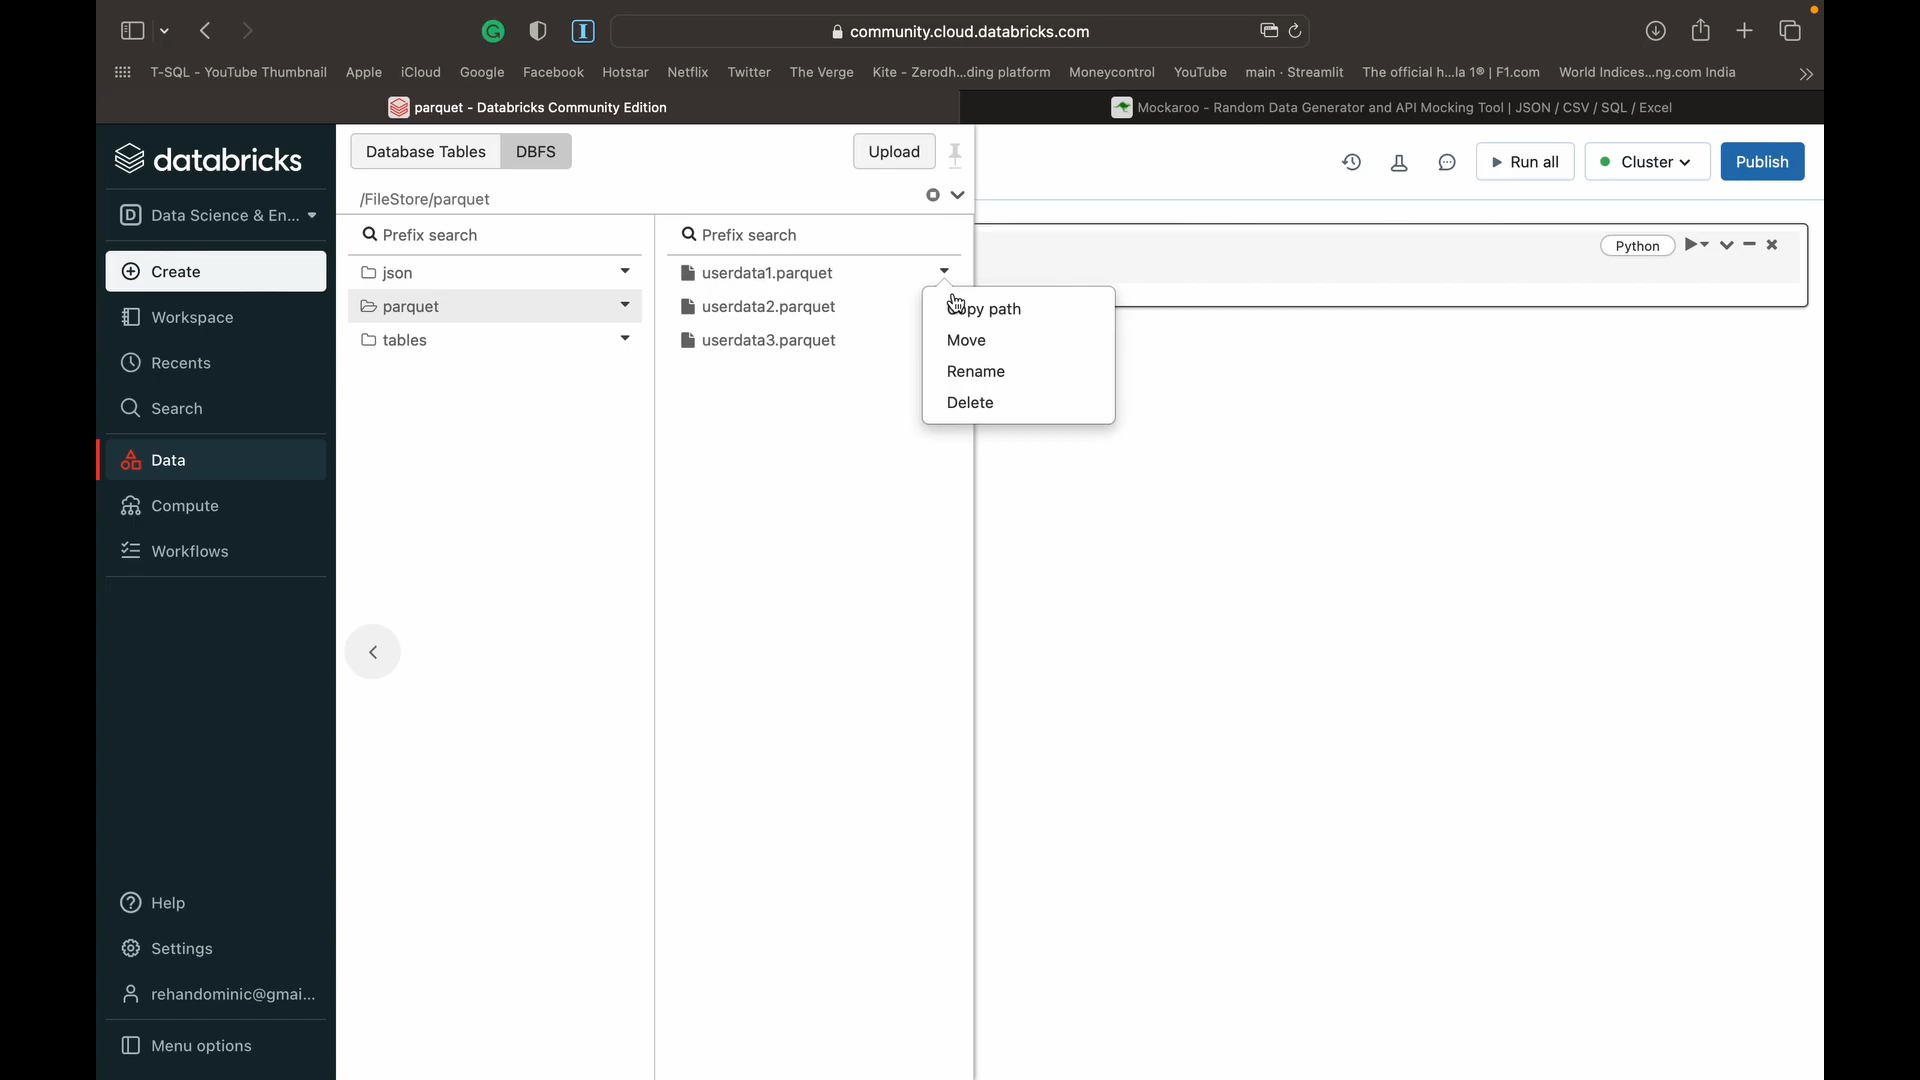 community.cloud.databricks.com
T-SQL - YouTube Thumbnail Apple iCloud Google Facebook Hotstar Netflix Twitter The Verge Kite - Zerodh...ding platform Moneycontrol YouTube main · Streamlit The official h...la 1® | F1.com World Indices...ng.com India
parquet - Databricks Community Edition
Mockaroo - Random Data Generator and API Mocking Tool | JSON / CSV / SQL / Excel
databricks
D Data Science & En...
Create
Workspace
Recents
Search
Data
Compute
Workflows
Help
Settings
rehandominic@gmai...
Menu options
Database Tables DBFS Upload
/FileStore/parquet
Prefix search
json
parquet
tables
Prefix search
userdata1.parquet
userdata2.parquet
userdata3.parquet
Copy path
Move
Rename
Delete
Run all Cluster Publish
Python